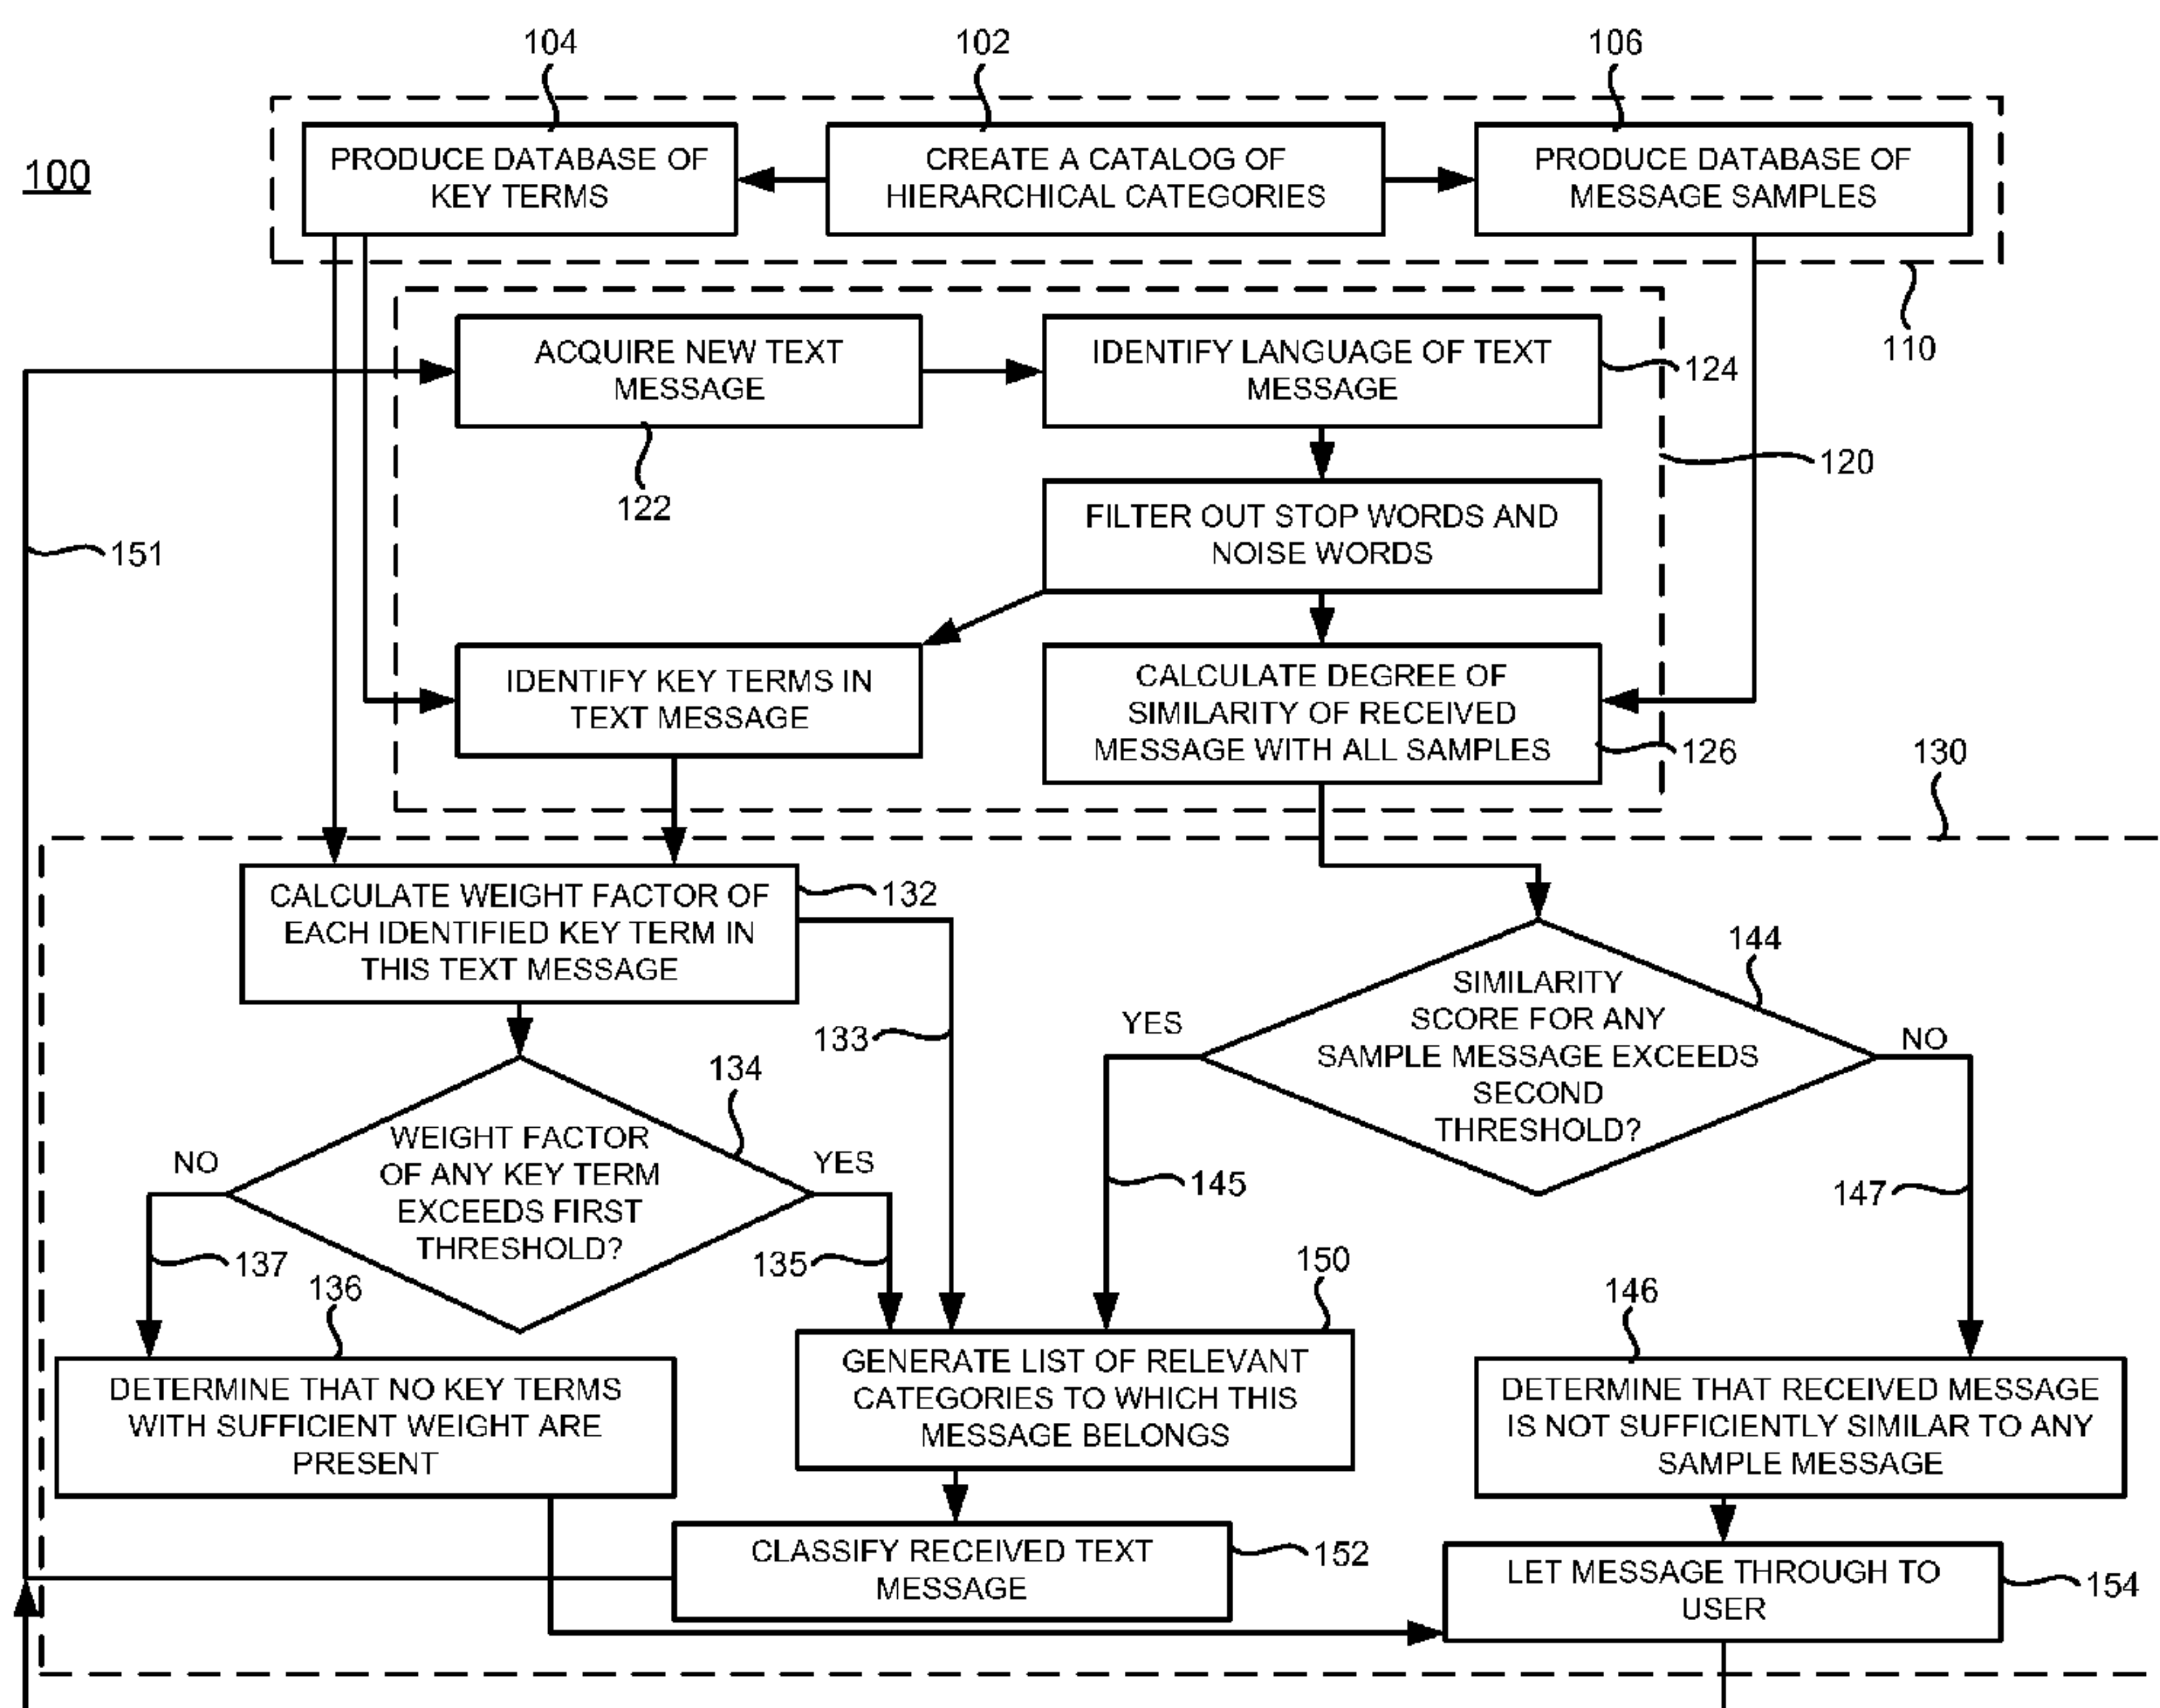 104
102
106
100
PRODUCE DATABASE OF
KEY TERMS
CREATE A CATALOG OF
HIERARCHICAL CATEGORIES
PRODUCE DATABASE OF
MESSAGE SAMPLES
110
ACQUIRE NEW TEXT
MESSAGE
122
IDENTIFY LANGUAGE OF TEXT
MESSAGE
124
120
151
FILTER OUT STOP WORDS AND
NOISE WORDS
IDENTIFY KEY TERMS IN
TEXT MESSAGE
CALCULATE DEGREE OF
SIMILARITY OF RECEIVED
MESSAGE WITH ALL SAMPLES
126
130
CALCULATE WEIGHT FACTOR OF
EACH IDENTIFIED KEY TERM IN
THIS TEXT MESSAGE
132
133
144
SIMILARITY
SCORE FOR ANY
SAMPLE MESSAGE EXCEEDS
SECOND
THRESHOLD?
YES
NO
134
WEIGHT FACTOR
OF ANY KEY TERM
EXCEEDS FIRST
THRESHOLD?
NO
YES
145
147
137
135
136
150
146
DETERMINE THAT NO KEY TERMS
WITH SUFFICIENT WEIGHT ARE
PRESENT
GENERATE LIST OF RELEVANT
CATEGORIES TO WHICH THIS
MESSAGE BELONGS
DETERMINE THAT RECEIVED MESSAGE
IS NOT SUFFICIENTLY SIMILAR TO ANY
SAMPLE MESSAGE
CLASSIFY RECEIVED TEXT
MESSAGE
152
LET MESSAGE THROUGH TO
USER
154